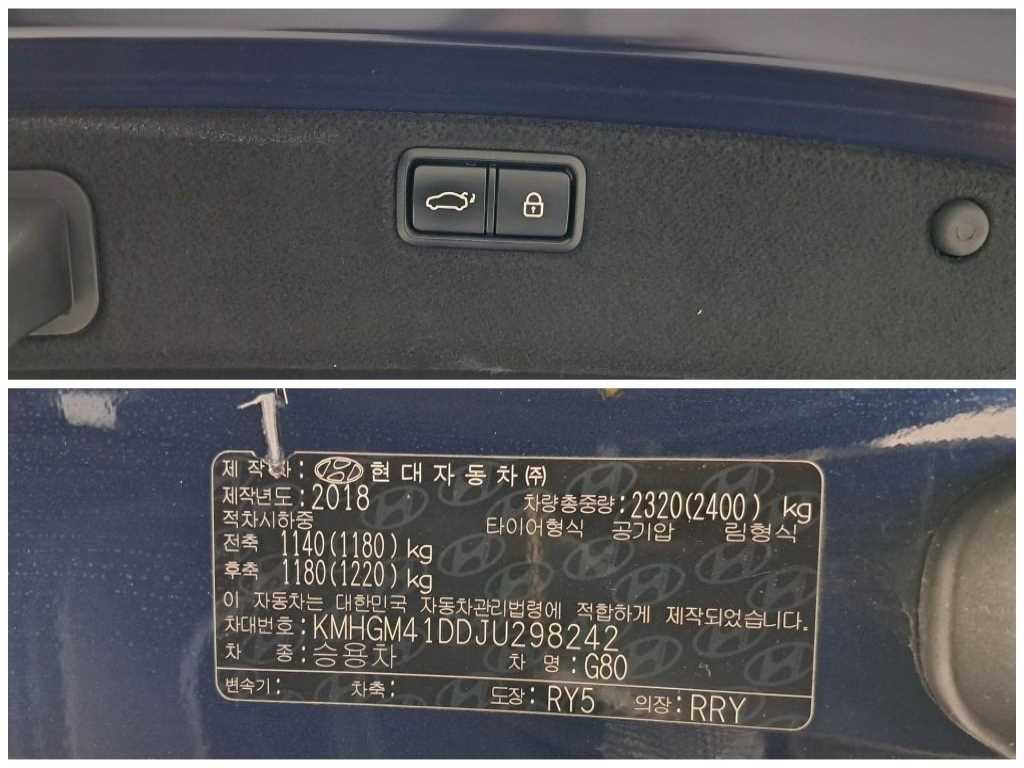 제작자: 현대자동차(주)
제작년도:2018 차량총중량:2320(2400) kg
적차시하중 타이어형식 공기압 림형식
전축 1140(1180) kg
후축 1180(1220) kg
이 자동차는 대한민국 자동차관리법령에 적합하게 제작되었습니다.
차대번호:KMHGM41DDJU298242
차 종:승용차 차 명:G80
변속기: 차축: 도장:RY5 의장:RRY